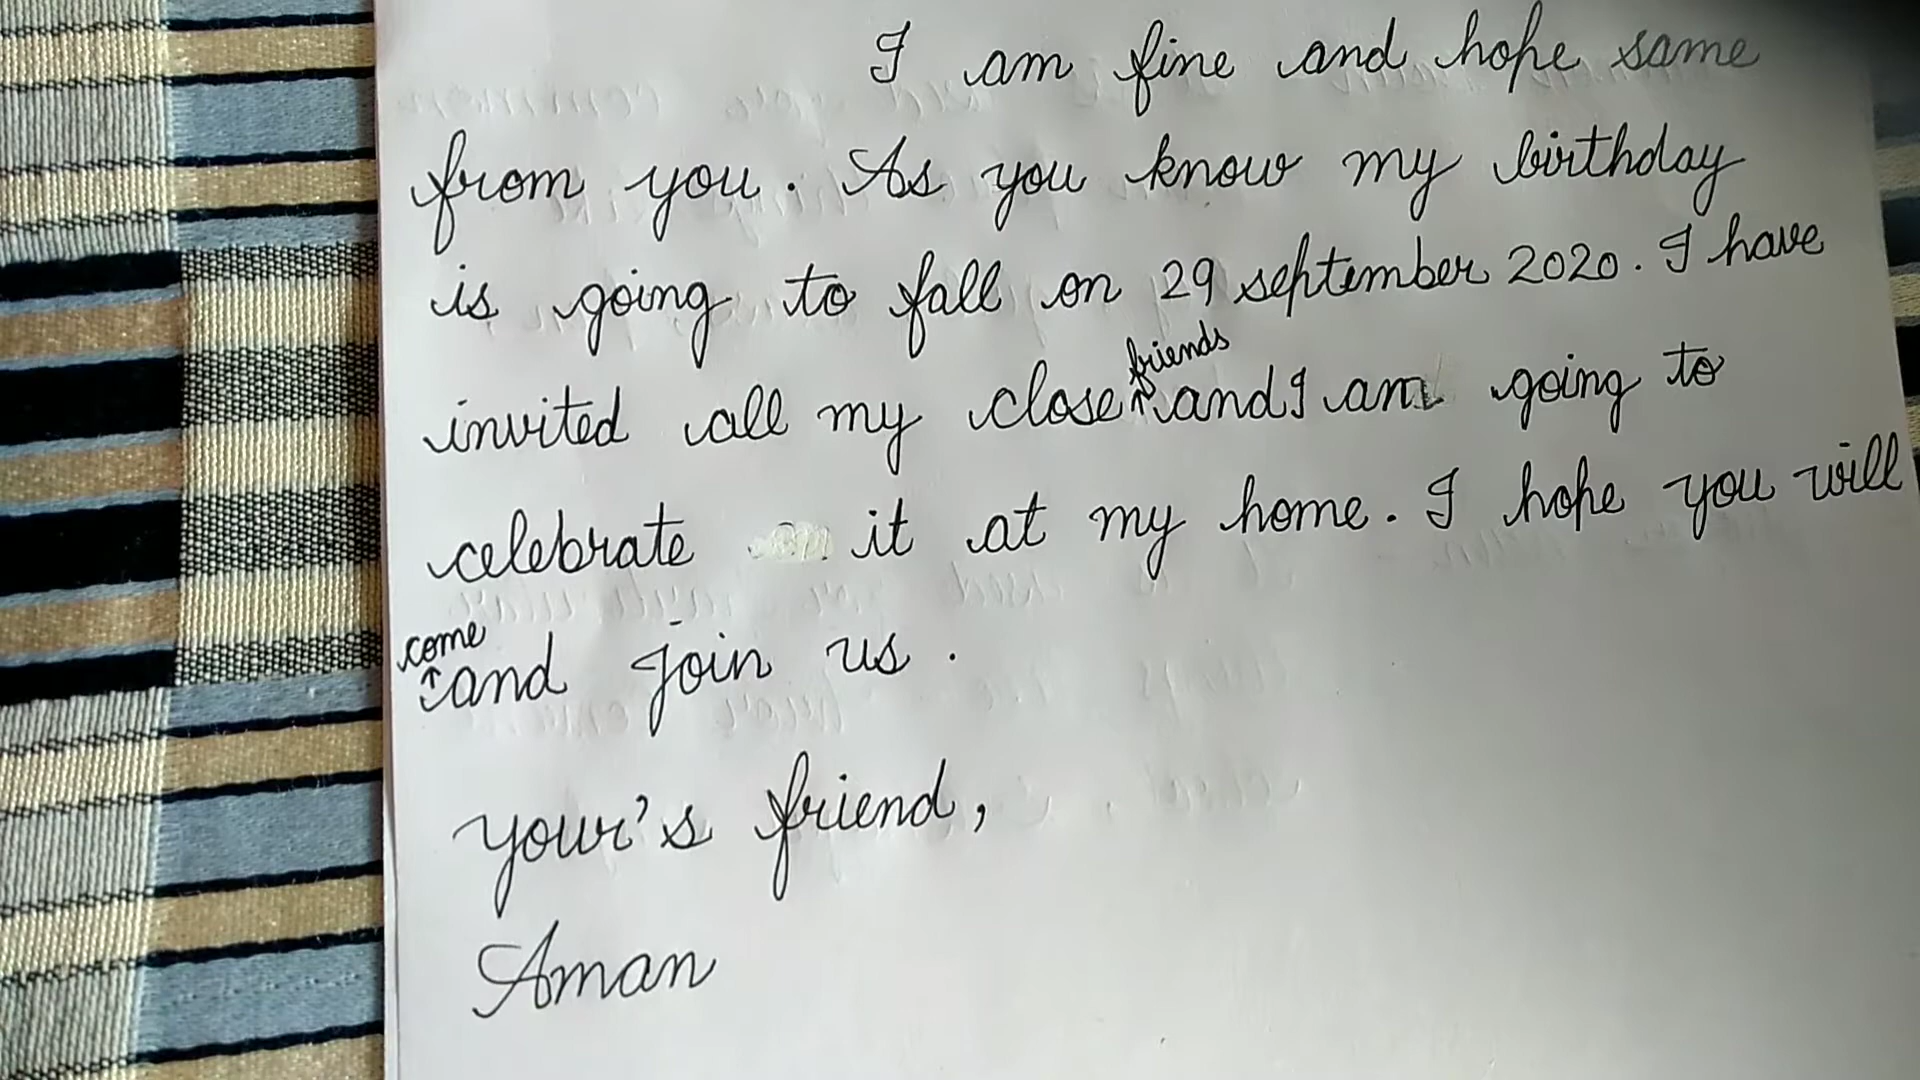 I am fine and hope same
from you. As you know my birthday
is going to fall on 29 september 2020. I have
invited all my close friends and I am going to
celebrate it at my home. I hope you will
come and join us.
your's friend,
Aman